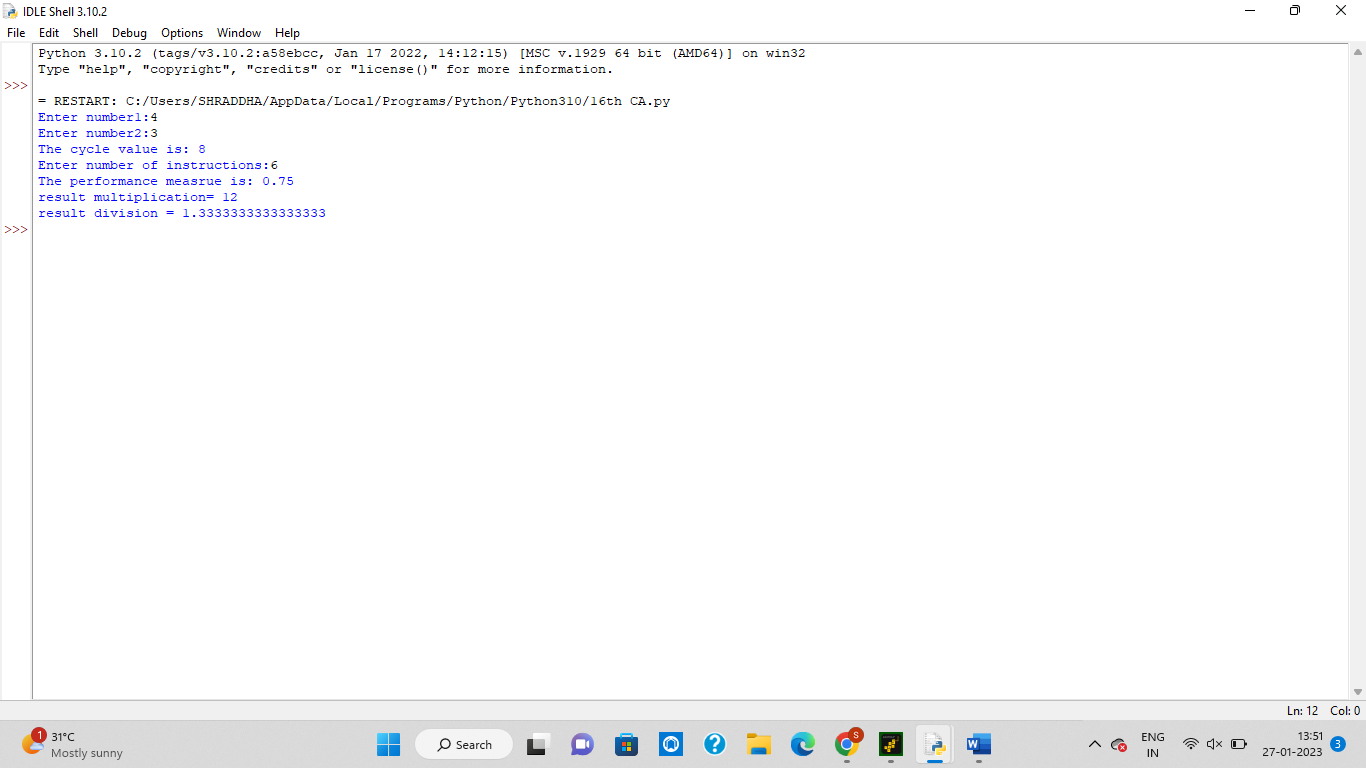 IDLE Shell 3.10.2
File Edit Shell Debug Options Window Help
Python 3.10.2 (tags/v3.10.2:a58ebcc, Jan 17 2022, 14:12:15) [MSC v.1929 64 bit (AMD64)] on win32
Type "help", "copyright", "credits" or "license()" for more information.
>>>
= RESTART: C:/Users/SHRADDHA/AppData/Local/Programs/Python/Python310/16th CA.py
Enter number1:4
Enter number2:3
The cycle value is: 8
Enter number of instructions:6
The performance measrue is: 0.75
result multiplication= 12
result division = 1.3333333333333333
>>>
Ln: 12 Col: 0
1
31°C
Mostly sunny
Search
S
W
ENG
IN
13:51
27-01-2023
3